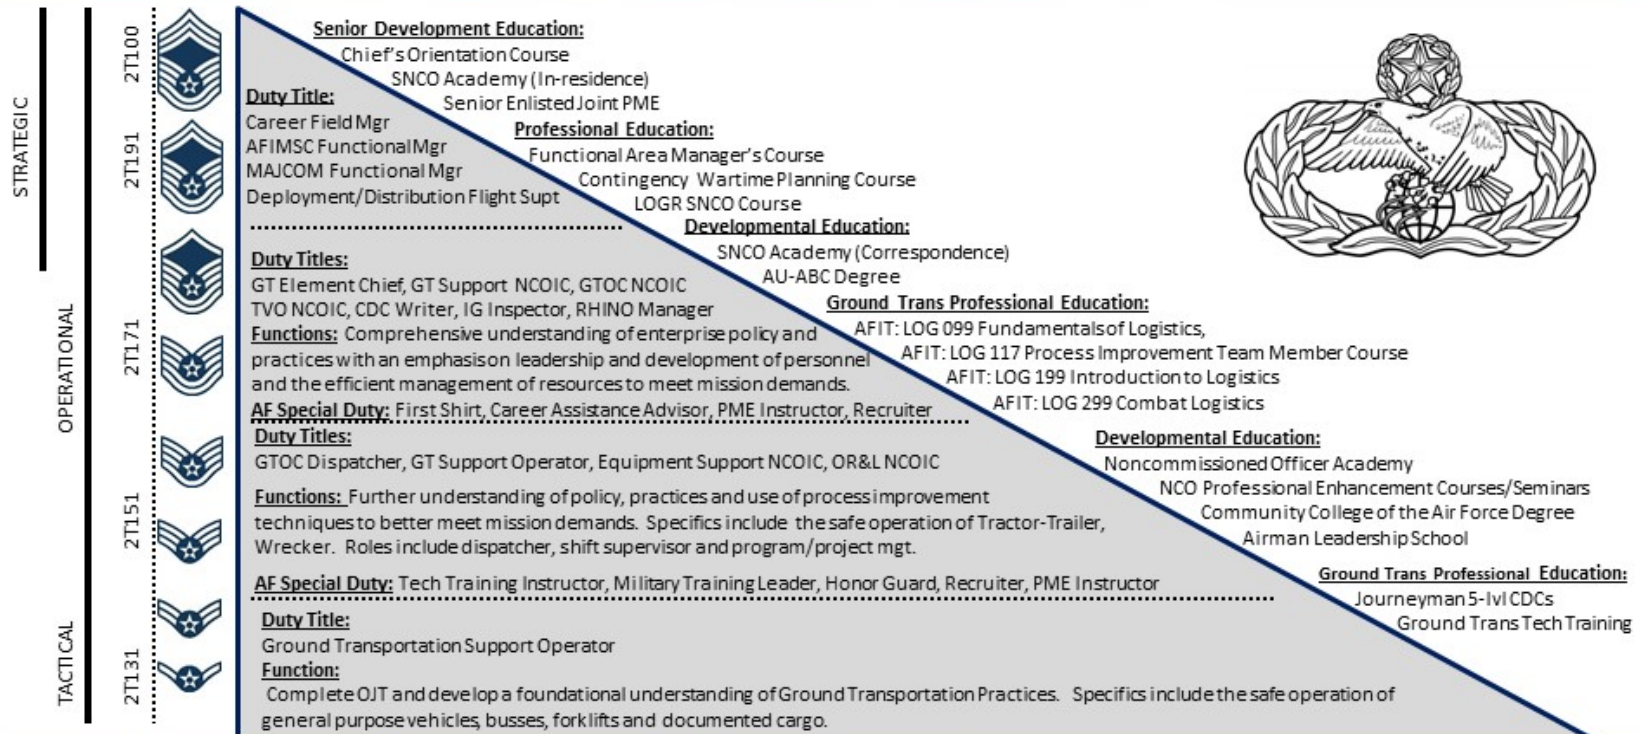 STRATEGIC
OPERATIONAL
TACTICAL
2T100
2T191
2T171
2T151
2T131
Senior Development Education:
Chief's Orientation Course
SNCO Academy (In-residence)
Senior Enlisted Joint PME
Professional Education:
Functional Area Manager's Course
Contingency Wartime Planning Course
LOGR SNCO Course
Developmental Education:
SNCO Academy (Correspondence)
AU-ABC Degree
Ground Trans Professional Education:
AFIT: LOG 099 Fundamentals of Logistics,
AFIT: LOG 117 Process Improvement Team Member Course
AFIT: LOG 199 Introduction to Logistics
AFIT: LOG 299 Combat Logistics
Developmental Education:
Noncommissioned Officer Academy
NCO Professional Enhancement Courses/Seminars
Community College of the Air Force Degree
Airman Leadership School
Ground Trans Professional Education:
Journeyman 5-lvl CDCs
Ground Trans Tech Training
Duty Title:
Career Field Mgr
AFIMSC Functional Mgr
MAJCOM Functional Mgr
Deployment/Distribution Flight Supt
Duty Titles:
GT Element Chief, GT Support NCOIC, GTOC NCOIC
TVO NCOIC, CDC Writer, IG Inspector, RHINO Manager
Functions: Comprehensive understanding of enterprise policy and
practices with an emphasis on leadership and development of personnel
and the efficient management of resources to meet mission demands.
AF Special Duty: First Shirt, Career Assistance Advisor, PME Instructor, Recruiter
Duty Titles:
GTOC Dispatcher, GT Support Operator, Equipment Support NCOIC, OR&L NCOIC
Functions: Further understanding of policy, practices and use of process improvement
techniques to better meet mission demands. Specifics include the safe operation of Tractor-Trailer,
Wrecker. Roles include dispatcher, shift supervisor and program/project mgt.
AF Special Duty: Tech Training Instructor, Military Training Leader, Honor Guard, Recruiter, PME Instructor
Duty Title:
Ground Transportation Support Operator
Function:
Complete OJT and develop a foundational understanding of Ground Transportation Practices. Specifics include the safe operation of
general purpose vehicles, busses, forklifts and documented cargo.